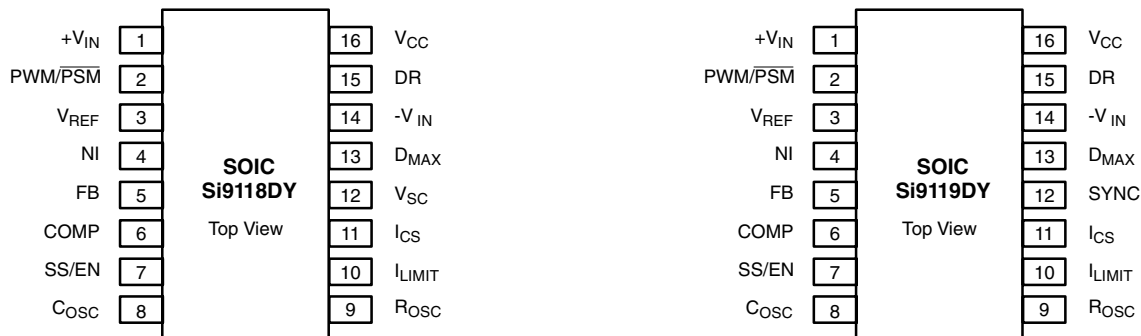 +VIN 1 16 VCC +VIN 1 16 VCC
PWM/PSM 2 15 DR PWM/PSM 2 15 DR
VREF 3 14 -V IN VREF 3 14 -V IN
NI 4 13 DMAX NI 4 13 DMAX
SOIC SOIC
Si9118DY Si9119DY
FB 5 12 VSC FB 5 12 SYNC
Top View Top View
COMP 6 11 ICS COMP 6 11 ICS
SS/EN 7 10 ILIMIT SS/EN 7 10 ILIMIT
COSC 8 9 ROSC COSC 8 9 ROSC